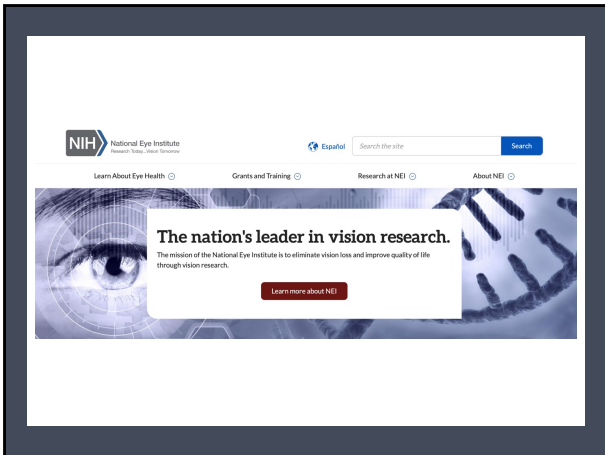 NIH
National Eye Institute
Research Today...Vision Tomorrow
Español
Search the site
Search
Learn About Eye Health
Grants and Training
Research at NEI
About NEI
The nation's leader in vision research.
The mission of the National Eye Institute is to eliminate vision loss and improve quality of life
through vision research.
Learn more about NEI